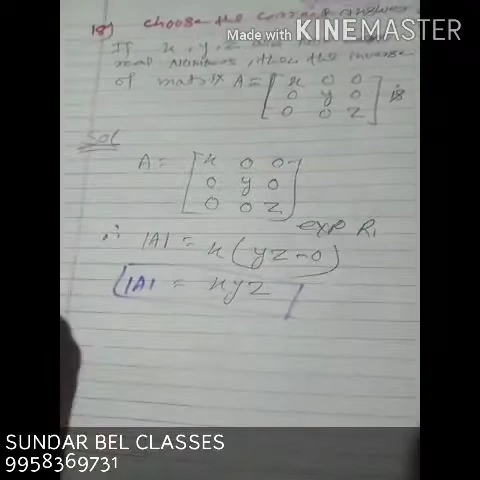 18) Choose the correct answer
Made with KINEMASTER
If x, y, z are
real numbers, then the inverse
of matrix A = [x 0 0
0 y 0
0 0 z] is
Sol
A = [x 0 0
0 y 0
0 0 z]
exp R₁
∴ |A| = x(yz-0)
|A| = xyz
SUNDAR BEL CLASSES
9958369731